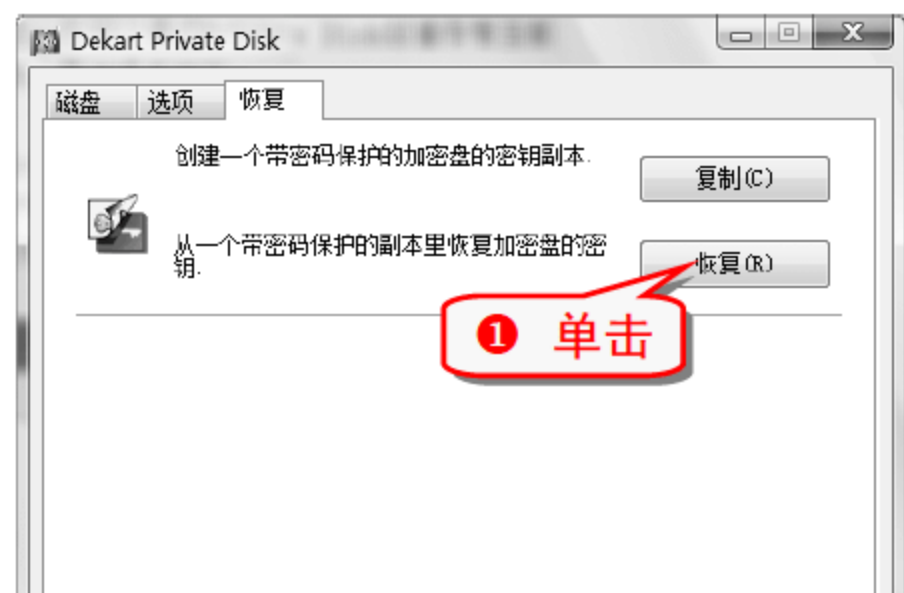 Dekart Private Disk
磁盘 选项 恢复
创建一个带密码保护的加密盘的密钥副本.
复制(C)
从一个带密码保护的副本里恢复加密盘的密
钥.
恢复(R)
❶ 单击